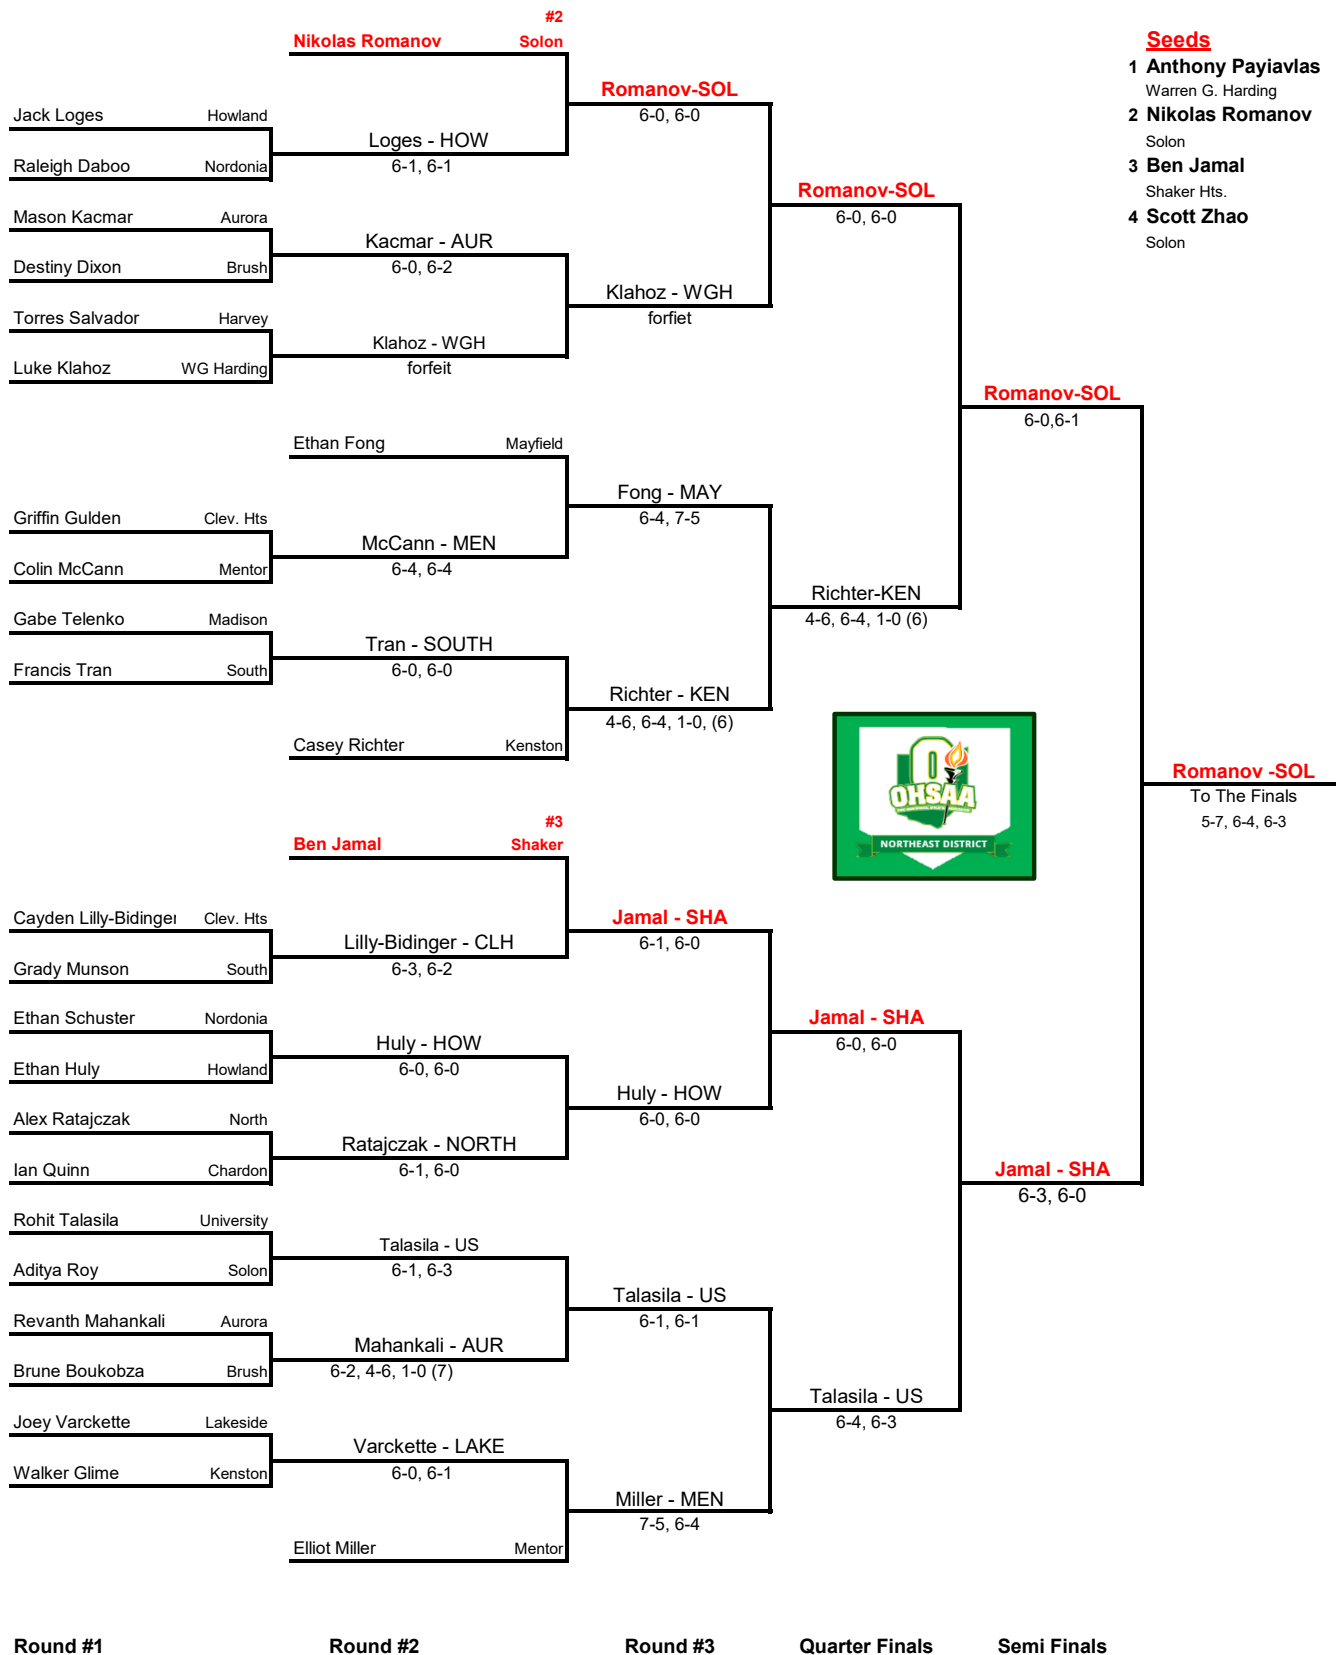 #2
Nikolas Romanov Solon
Seeds
1 Anthony Payiavlas
Warren G. Harding
2 Nikolas Romanov
Solon
3 Ben Jamal
Shaker Hts.
4 Scott Zhao
Solon
Romanov-SOL
6-0, 6-0
Jack Loges Howland
Loges - HOW
6-1, 6-1
Raleigh Daboo Nordonia
Romanov-SOL
6-0, 6-0
Mason Kacmar Aurora
Kacmar - AUR
6-0, 6-2
Destiny Dixon Brush
Klahoz - WGH
forfiet
Torres Salvador Harvey
Klahoz - WGH
forfeit
Luke Klahoz WG Harding
Romanov-SOL
6-0,6-1
Ethan Fong Mayfield
Fong - MAY
6-4, 7-5
Griffin Gulden Clev. Hts
McCann - MEN
6-4, 6-4
Colin McCann Mentor
Richter-KEN
4-6, 6-4, 1-0 (6)
Gabe Telenko Madison
Tran - SOUTH
6-0, 6-0
Francis Tran South
Richter - KEN
4-6, 6-4, 1-0, (6)
Casey Richter Kenston
OHSAA
NORTHEAST DISTRICT
Romanov -SOL
To The Finals
5-7, 6-4, 6-3
#3
Ben Jamal Shaker
Jamal - SHA
6-1, 6-0
Cayden Lilly-Bidinger Clev. Hts
Lilly-Bidinger - CLH
6-3, 6-2
Grady Munson South
Jamal - SHA
6-0, 6-0
Ethan Schuster Nordonia
Huly - HOW
6-0, 6-0
Ethan Huly Howland
Huly - HOW
6-0, 6-0
Alex Ratajczak North
Ratajczak - NORTH
6-1, 6-0
Ian Quinn Chardon
Jamal - SHA
6-3, 6-0
Rohit Talasila University
Talasila - US
6-1, 6-3
Aditya Roy Solon
Talasila - US
6-1, 6-1
Revanth Mahankali Aurora
Mahankali - AUR
6-2, 4-6, 1-0 (7)
Brune Boukobza Brush
Talasila - US
6-4, 6-3
Joey Varckette Lakeside
Varckette - LAKE
6-0, 6-1
Walker Glime Kenston
Miller - MEN
7-5, 6-4
Elliot Miller Mentor
Round #1 Round #2 Round #3 Quarter Finals Semi Finals